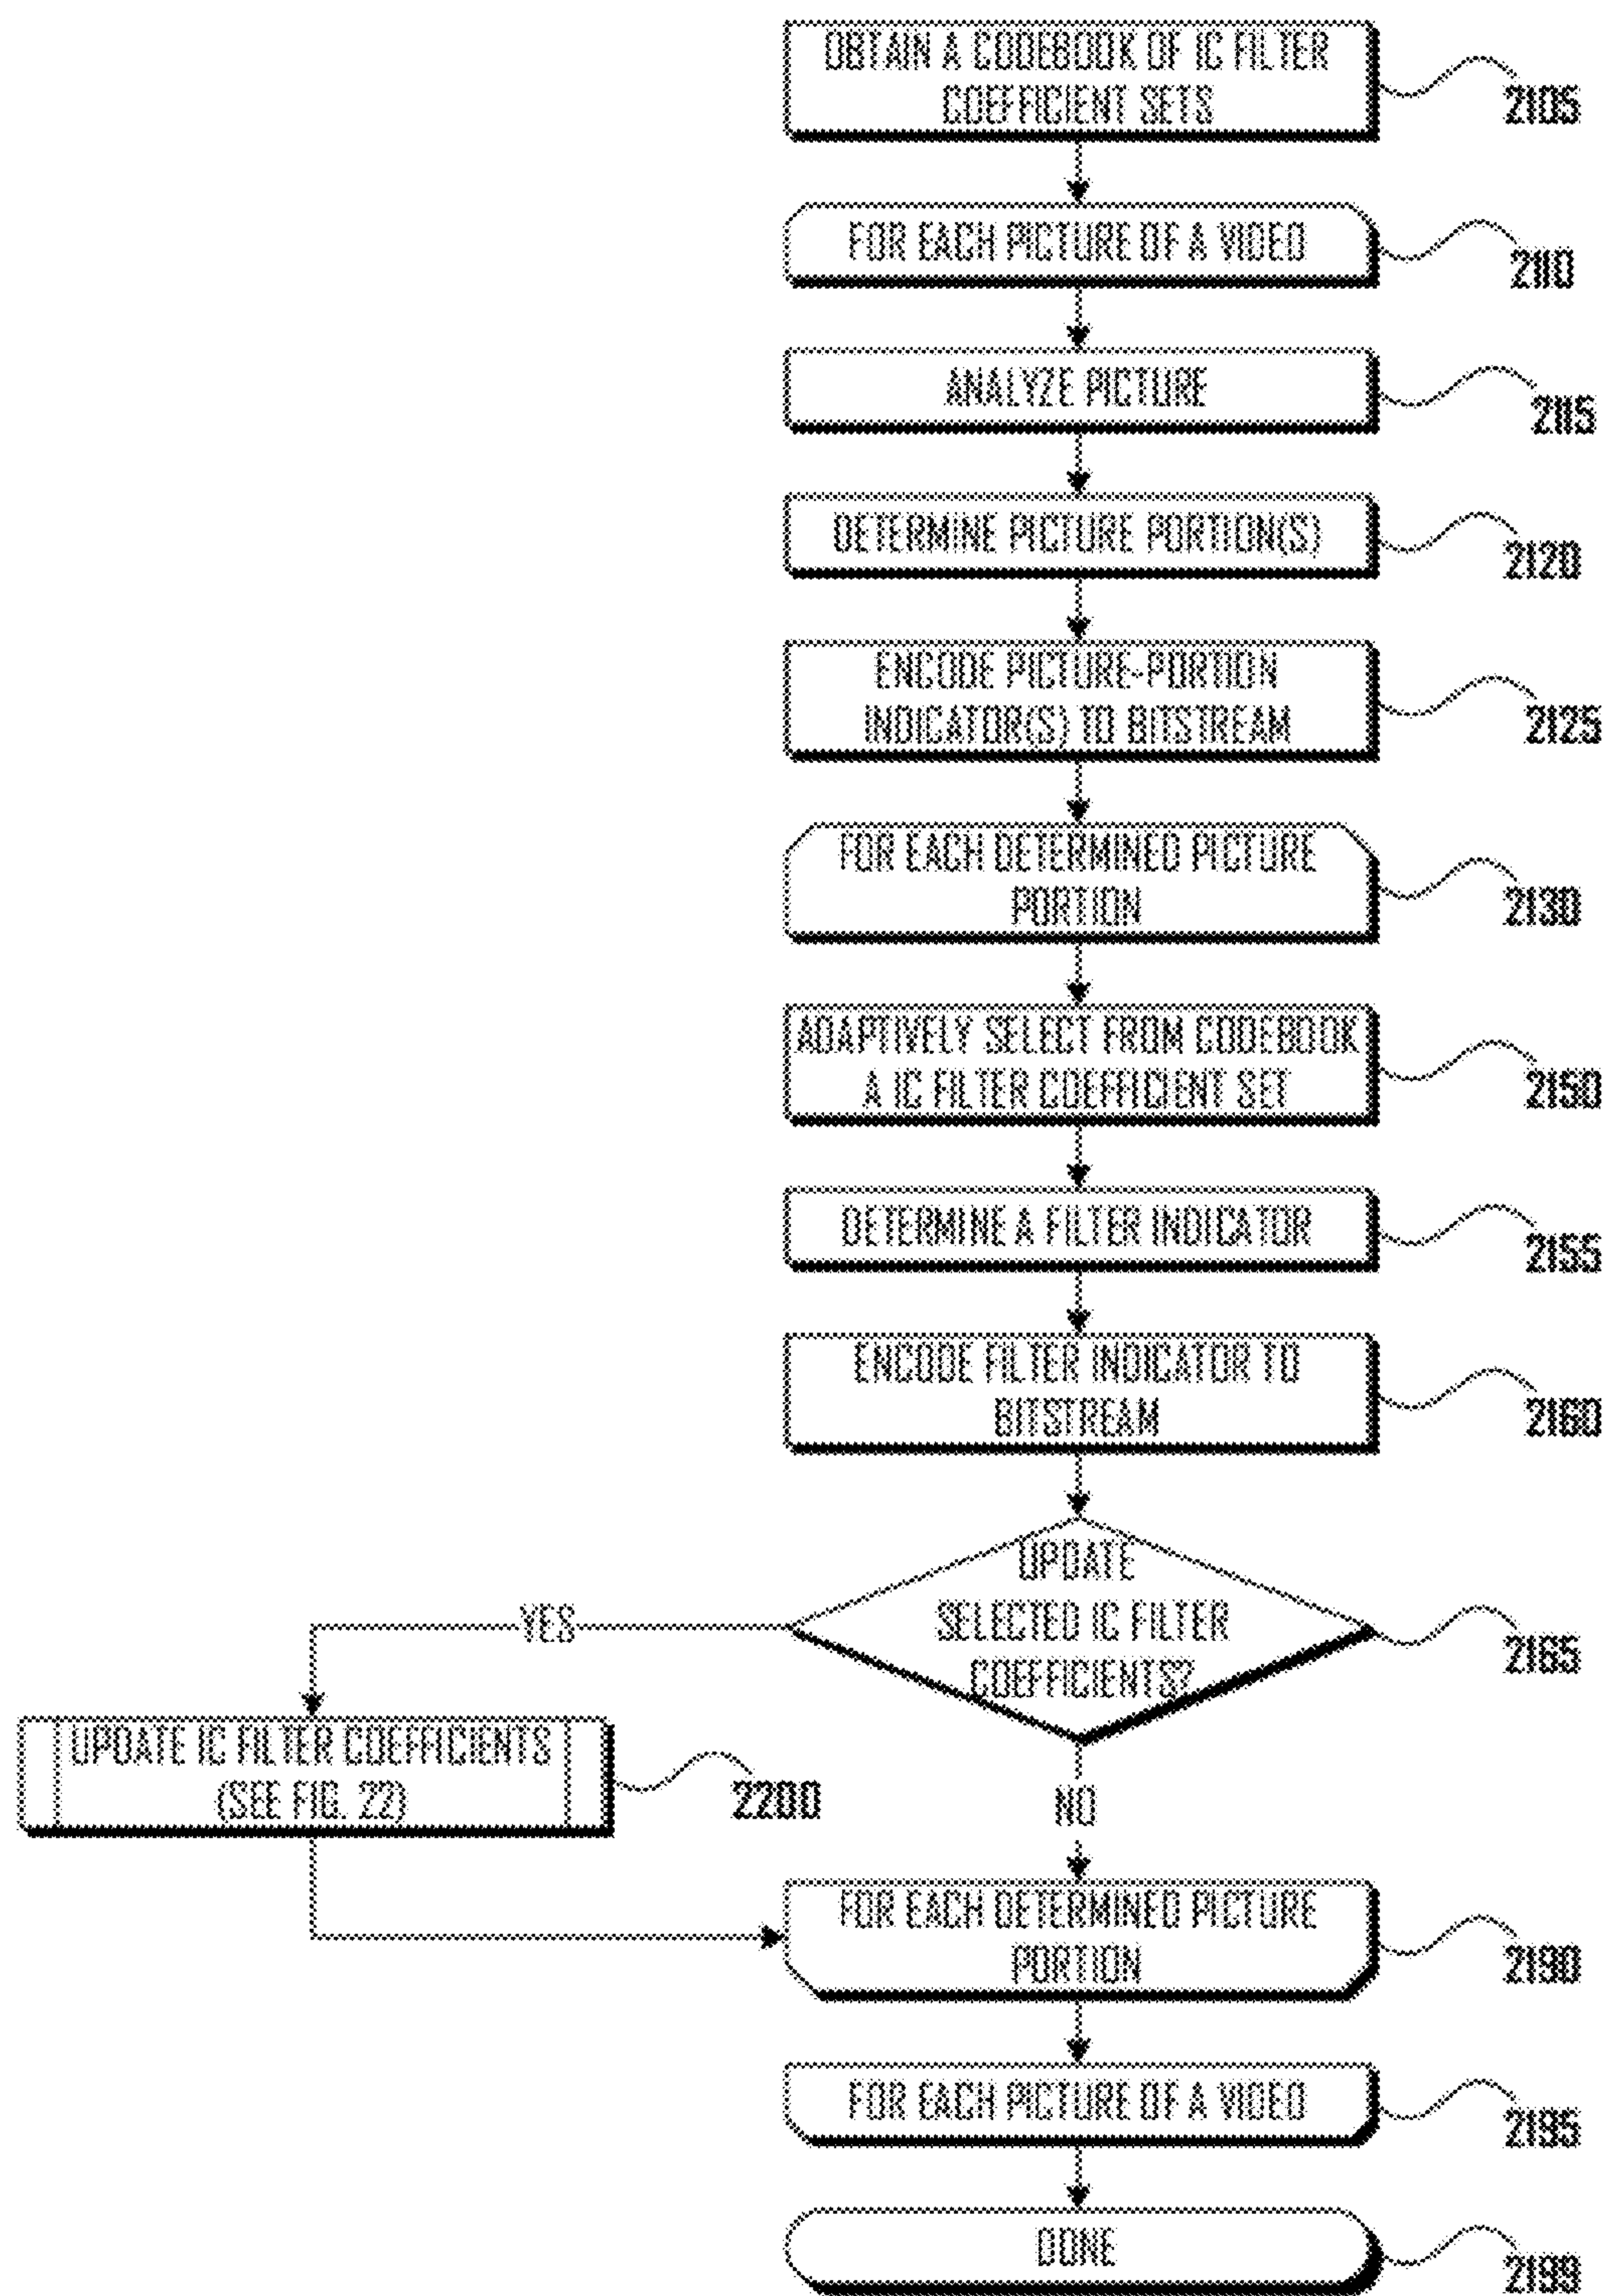 OBTAIN A CODEBOOK OF IC FILTER
COEFFICIENT SETS
2105
FOR EACH PICTURE OF A VIDEO
2110
ANALYZE PICTURE
2115
DETERMINE PICTURE PORTION(S)
2120
ENCODE PICTURE-PORTION
INDICATOR(S) TO BITSTREAM
2125
FOR EACH DETERMINED PICTURE
PORTION
2130
ADAPTIVELY SELECT FROM CODEBOOK
A IC FILTER COEFFICIENT SET
2150
DETERMINE A FILTER INDICATOR
2155
ENCODE FILTER INDICATOR TO
BITSTREAM
2160
UPDATE
SELECTED IC FILTER
COEFFICIENTS?
2165
YES
UPDATE IC FILTER COEFFICIENTS
(SEE FIG. 22)
2200
NO
FOR EACH DETERMINED PICTURE
PORTION
2190
FOR EACH PICTURE OF A VIDEO
2195
DONE
2199